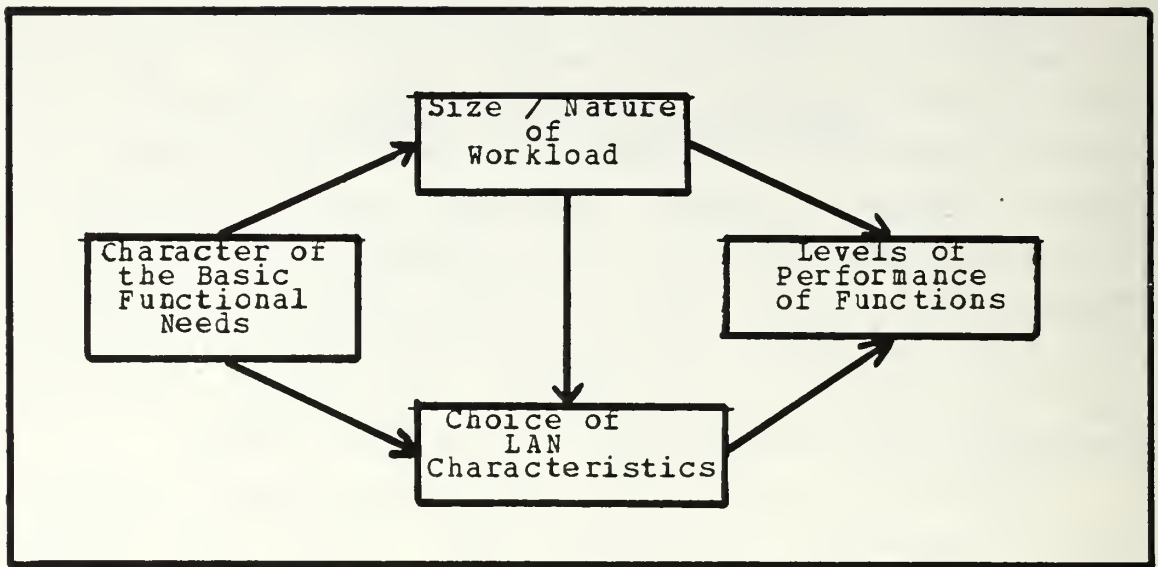 Size / Nature
of
Workload
Character of
the Basic
Functional
Needs
Levels of
Performance
of Functions
Choice of
LAN
Characteristics